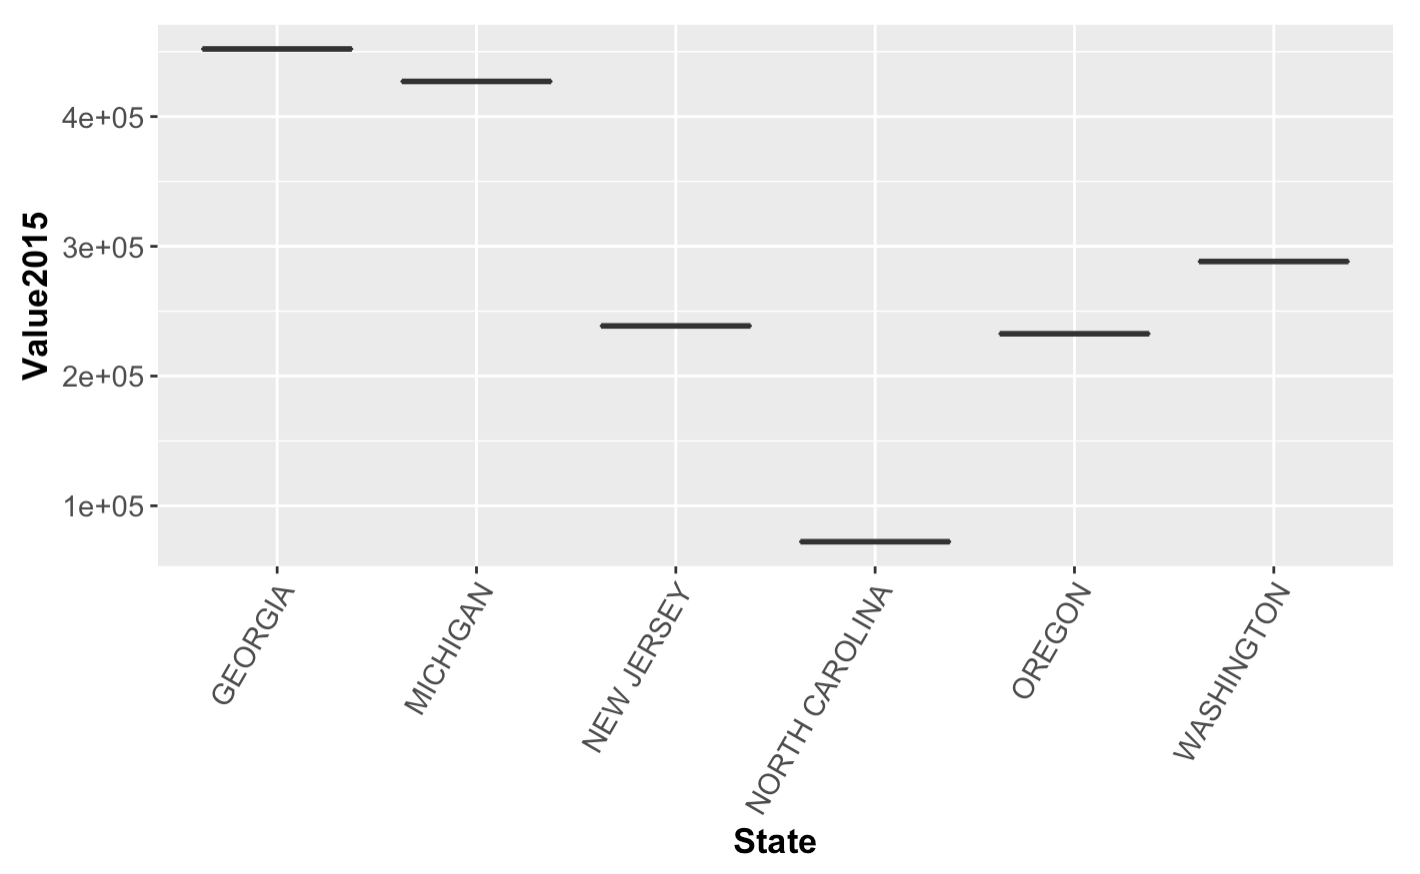 Value2015
4e+05
3e+05
2e+05
1e+05
GEORGIA
MICHIGAN
NEW JERSEY
NORTH CAROLINA
OREGON
WASHINGTON
State